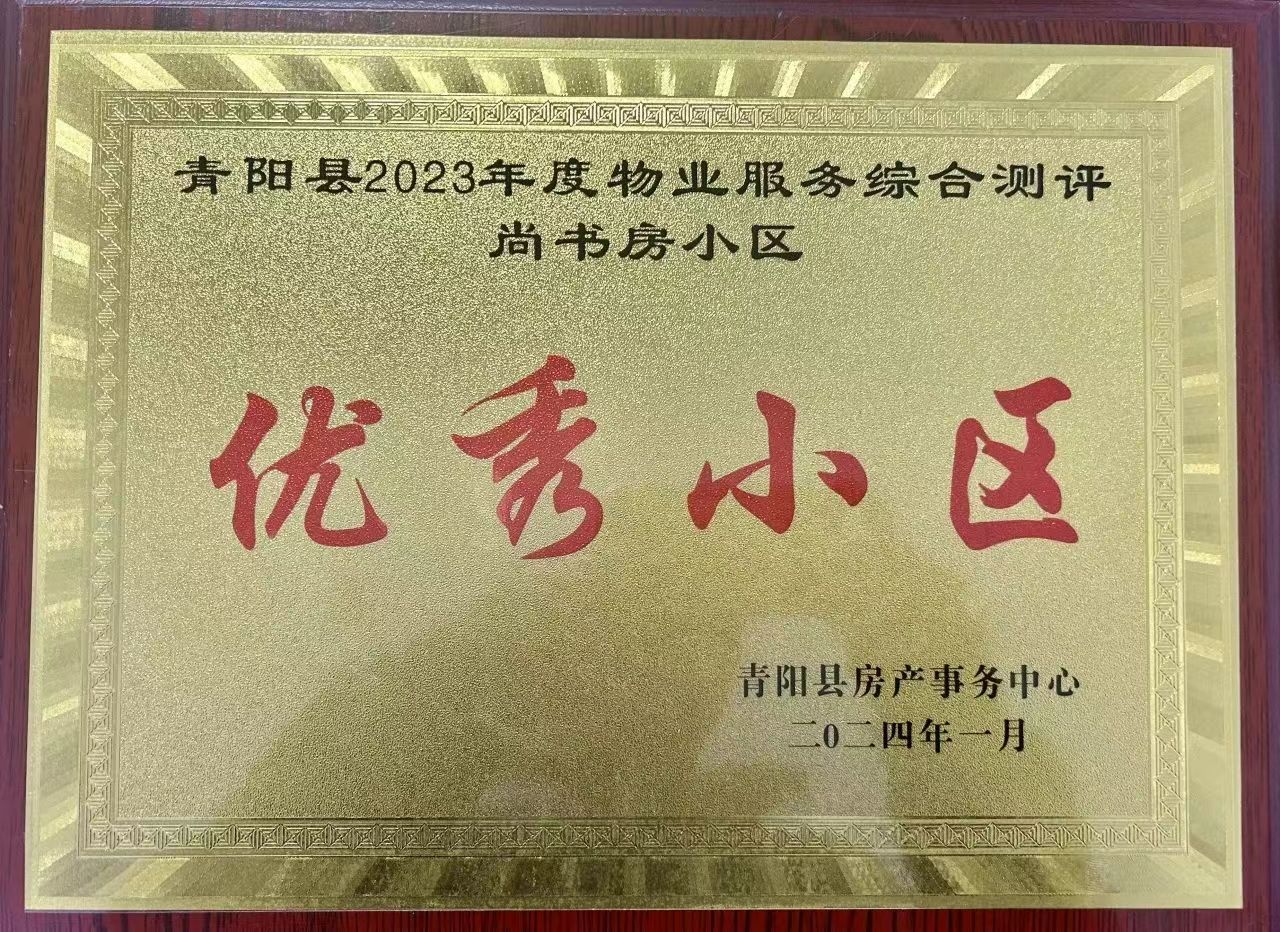 青阳县2023年度物业服务综合测评
尚书房小区
优秀小区
青阳县房产事务中心
二0二四年一月